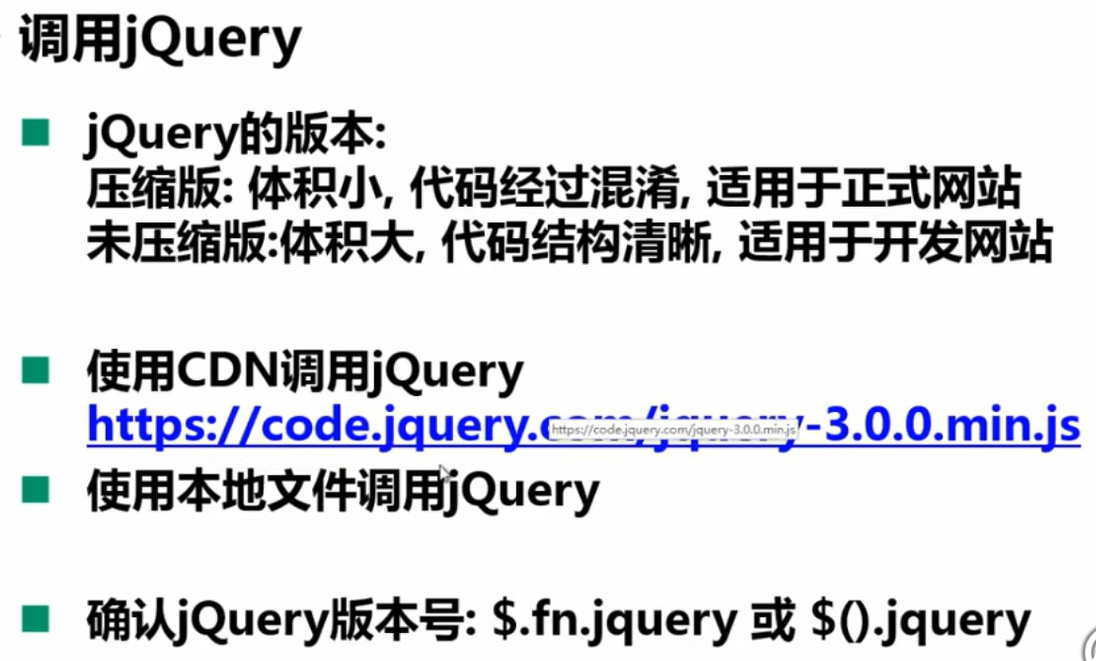 调用jQuery
jQuery的版本:
压缩版: 体积小, 代码经过混淆, 适用于正式网站
未压缩版:体积大, 代码结构清晰, 适用于开发网站
使用CDN调用jQuery
https://code.jquery.com/jquery-3.0.0.min.js
https://code.jquery.com/jquery-3.0.0.min.js
使用本地文件调用jQuery
确认jQuery版本号: $.fn.jquery 或 $().jquery